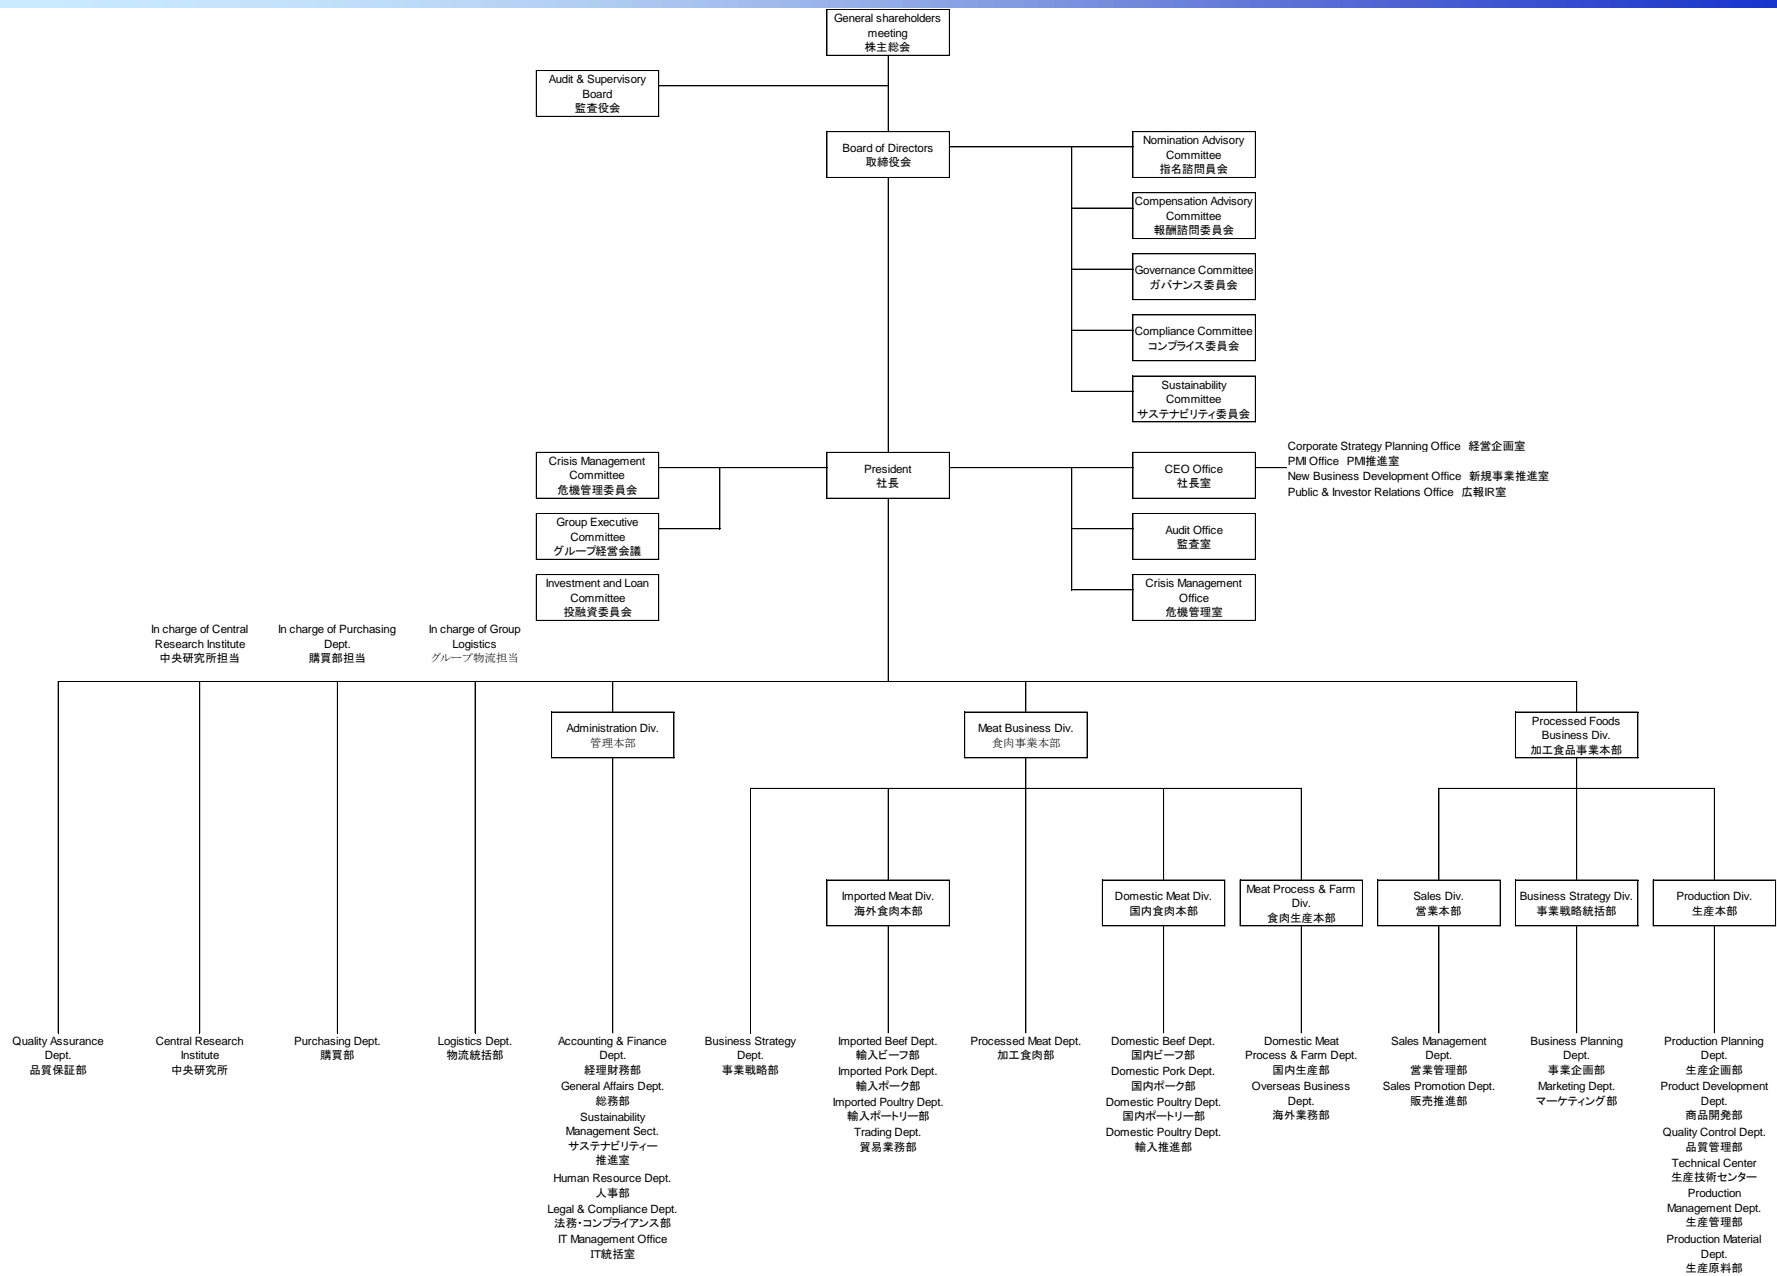 General shareholders
meeting
株主総会
Audit & Supervisory
Board
監査役会
Board of Directors
取締役会
Nomination Advisory
Committee
指名諮問員会
Compensation Advisory
Committee
報酬諮問委員会
Governance Committee
ガバナンス委員会
Compliance Committee
コンプライス委員会
Sustainability
Committee
サステナビリティ委員会
Crisis Management
Committee
危機管理委員会
Group Executive
Committee
グループ経営会議
Investment and Loan
Committee
投融資委員会
President
社長
CEO Office
社長室
Corporate Strategy Planning Office 経営企画室
PMI Office PMI推進室
New Business Development Office 新規事業推進室
Public & Investor Relations Office 広報IR室
Audit Office
監査室
Crisis Management
Office
危機管理室
In charge of Central
Research Institute
中央研究所担当
In charge of Purchasing
Dept.
購買部担当
In charge of Group
Logistics
グループ物流担当
Administration Div.
管理本部
Meat Business Div.
食肉事業本部
Processed Foods
Business Div.
加工食品事業本部
Imported Meat Div.
海外食肉本部
Domestic Meat Div.
国内食肉本部
Meat Process & Farm
Div.
食肉生産本部
Sales Div.
営業本部
Business Strategy Div.
事業戦略統括部
Production Div.
生産本部
Quality Assurance
Dept.
品質保証部
Central Research
Institute
中央研究所
Purchasing Dept.
購買部
Logistics Dept.
物流統括部
Accounting & Finance
Dept.
経理財務部
General Affairs Dept.
総務部
Sustainability
Management Sect.
サステナビリティー
推進室
Human Resource Dept.
人事部
Legal & Compliance Dept.
法務・コンプライアンス部
IT Management Office
IT統括室
Business Strategy
Dept.
事業戦略部
Imported Beef Dept.
輸入ビーフ部
Imported Pork Dept.
輸入ポーク部
Imported Poultry Dept.
輸入ポートリー部
Trading Dept.
貿易業務部
Processed Meat Dept.
加工食肉部
Domestic Beef Dept.
国内ビーフ部
Domestic Pork Dept.
国内ポーク部
Domestic Poultry Dept.
国内ポートリー部
Domestic Poultry Dept.
輸入推進部
Domestic Meat
Process & Farm Dept.
国内生産部
Overseas Business
Dept.
海外業務部
Sales Management
Dept.
営業管理部
Sales Promotion Dept.
販売推進部
Business Planning
Dept.
事業企画部
Marketing Dept.
マーケティング部
Production Planning
Dept.
生産企画部
Product Development
Dept.
商品開発部
Quality Control Dept.
品質管理部
Technical Center
生産技術センター
Production
Management Dept.
生産管理部
Production Material
Dept.
生産原料部